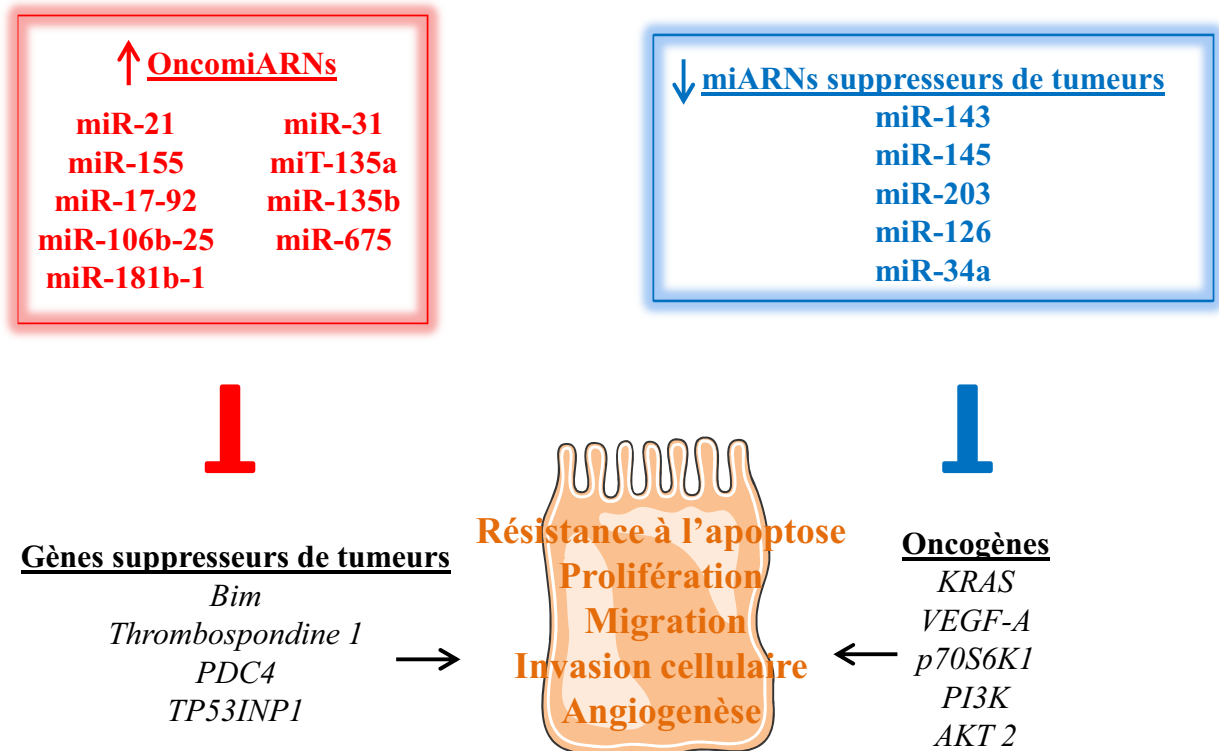 ↑ OncomiARNs
miR-21 miR-31
miR-155 miT-135a
miR-17-92 miR-135b
miR-106b-25 miR-675
miR-181b-1
↓ miARNs suppresseurs de tumeurs
miR-143
miR-145
miR-203
miR-126
miR-34a
Gènes suppresseurs de tumeurs
Bim
Thrombospondine 1
PDC4
TP53INP1
Résistance à l’apoptose
Prolifération
Migration
Invasion cellulaire
Angiogenèse
Oncogènes
KRAS
VEGF-A
p70S6K1
PI3K
AKT 2